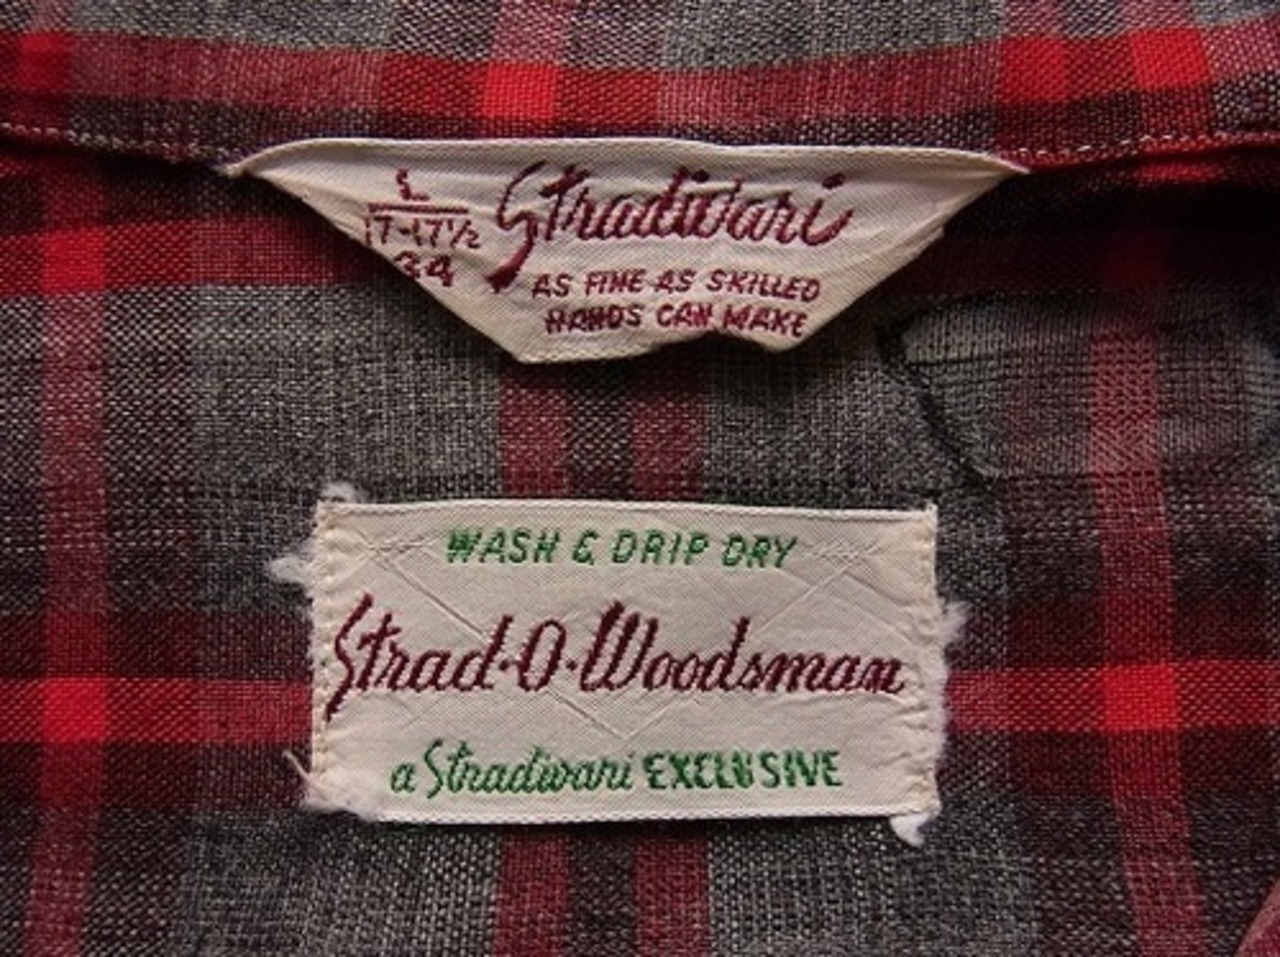 L
17-17½
34
Stradivari
AS FINE AS SKILLED
HANDS CAN MAKE
WASH & DRIP DRY
Strad·O·Woodsman
a Stradivari EXCLUSIVE